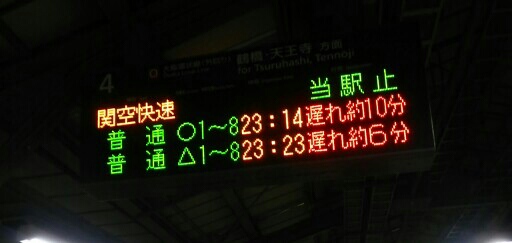 4
鶴橋・天王寺 方面
for Tsuruhashi, Tennoji
関空快速 当駅止
普通 ○1～8 23:14 遅れ約10分
普通 △1～8 23:23 遅れ約6分